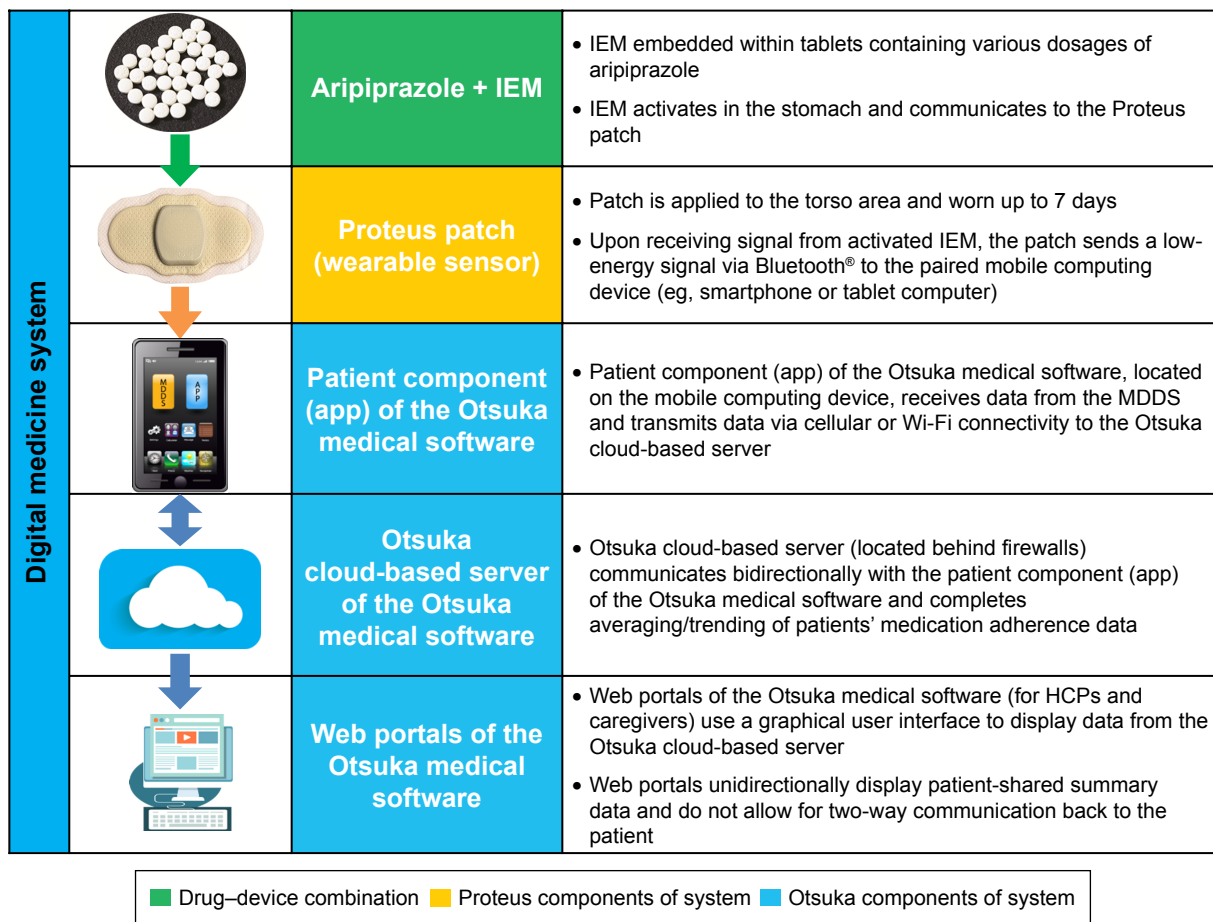 Digital medicine system
Aripiprazole + IEM
• IEM embedded within tablets containing various dosages of
aripiprazole
• IEM activates in the stomach and communicates to the Proteus
patch
Proteus patch
(wearable sensor)
• Patch is applied to the torso area and worn up to 7 days
• Upon receiving signal from activated IEM, the patch sends a low-
energy signal via Bluetooth® to the paired mobile computing
device (eg, smartphone or tablet computer)
MDDS
APP
Patient component
(app) of the Otsuka
medical software
• Patient component (app) of the Otsuka medical software, located
on the mobile computing device, receives data from the MDDS
and transmits data via cellular or Wi-Fi connectivity to the Otsuka
cloud-based server
Otsuka
cloud-based server
of the Otsuka
medical software
• Otsuka cloud-based server (located behind firewalls)
communicates bidirectionally with the patient component (app)
of the Otsuka medical software and completes
averaging/trending of patients’ medication adherence data
Web portals of the
Otsuka medical
software
• Web portals of the Otsuka medical software (for HCPs and
caregivers) use a graphical user interface to display data from the
Otsuka cloud-based server
• Web portals unidirectionally display patient-shared summary
data and do not allow for two-way communication back to the
patient
Drug–device combination Proteus components of system Otsuka components of system